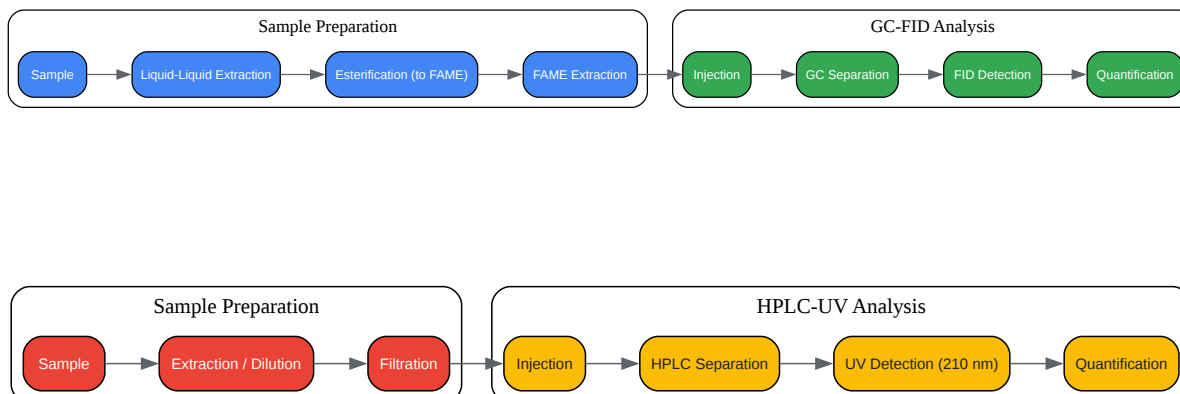 Sample Preparation
GC-FID Analysis
Sample
Liquid-Liquid Extraction
Esterification (to FAME)
FAME Extraction
Injection
GC Separation
FID Detection
Quantification
Sample Preparation
HPLC-UV Analysis
Sample
Extraction / Dilution
Filtration
Injection
HPLC Separation
UV Detection (210 nm)
Quantification